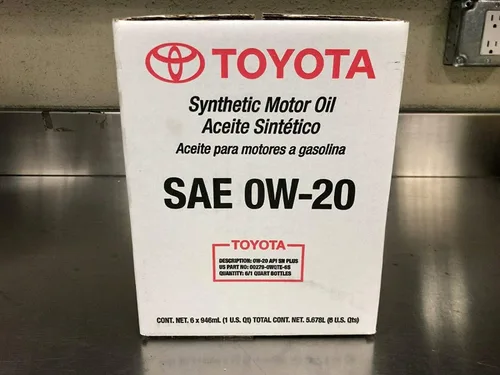 TOYOTA
Synthetic Motor Oil
Aceite Sintético
Aceite para motores a gasolina
SAE 0W-20
TOYOTA
DESCRIPTION: 0W-20 API SN PLUS
US PART NO: 00279-0WQTE-6S
QUANTITY: 6/1 QUART BOTTLES
CONT. NET. 6 x 946mL (1 U.S. Qt) TOTAL CONT. NET. 5.678L (6 U.S. Qts)